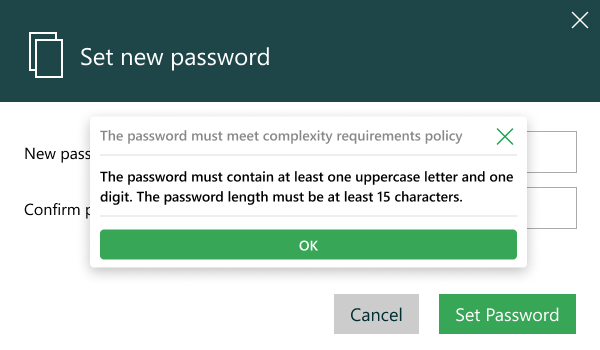 Set new password
The password must meet complexity requirements policy
New pass
The password must contain at least one uppercase letter and one
digit. The password length must be at least 15 characters.
Confirm p
OK
Cancel
Set Password